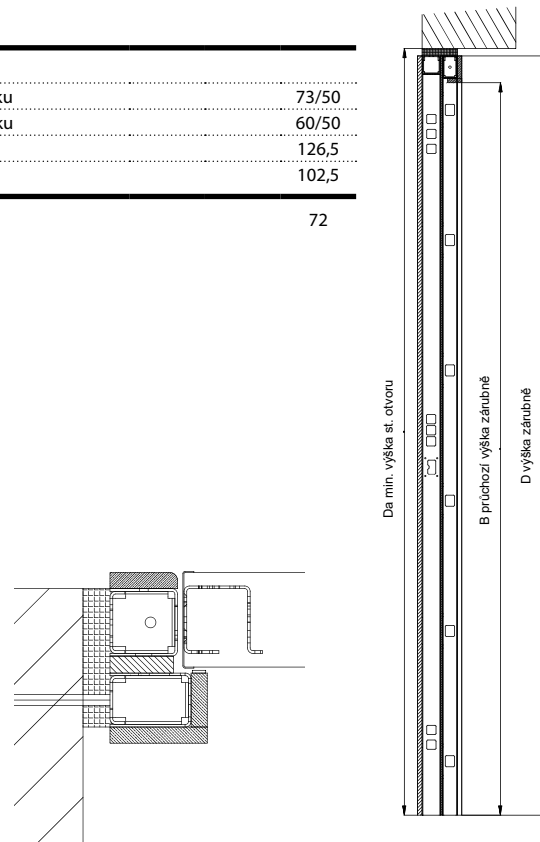 ku 73/50
ku 60/50
126,5
102,5
72
Da min. výška st. otvoru
B průchozí výška zárubně
D výška zárubně